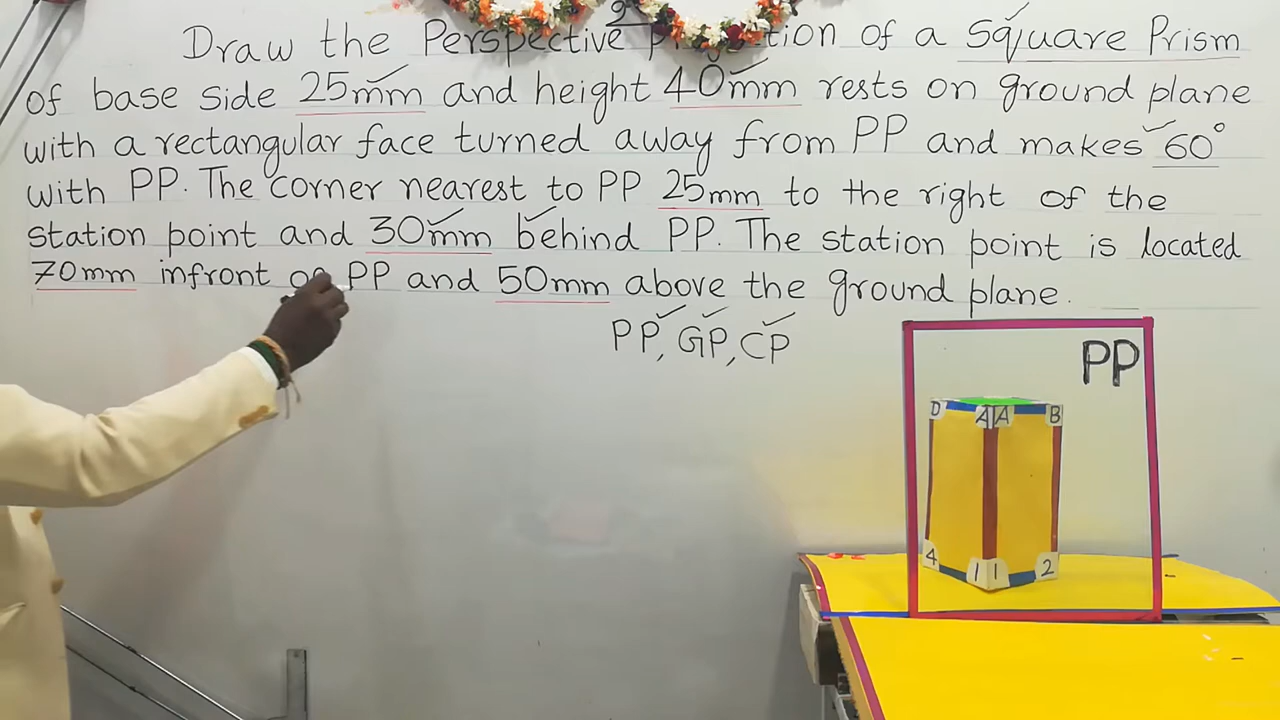 Draw the Perspective of a Square Prism
of base side 25mm and height 40mm rests on ground plane
with a rectangular face turned away from PP and makes 60°
with PP. The corner nearest to PP 25mm to the right of the
station point and 30mm behind PP. The station point is located
70mm infront PP and 50mm above the ground plane.
PP, GP, CP
PP
D A A B
4 1 1 2